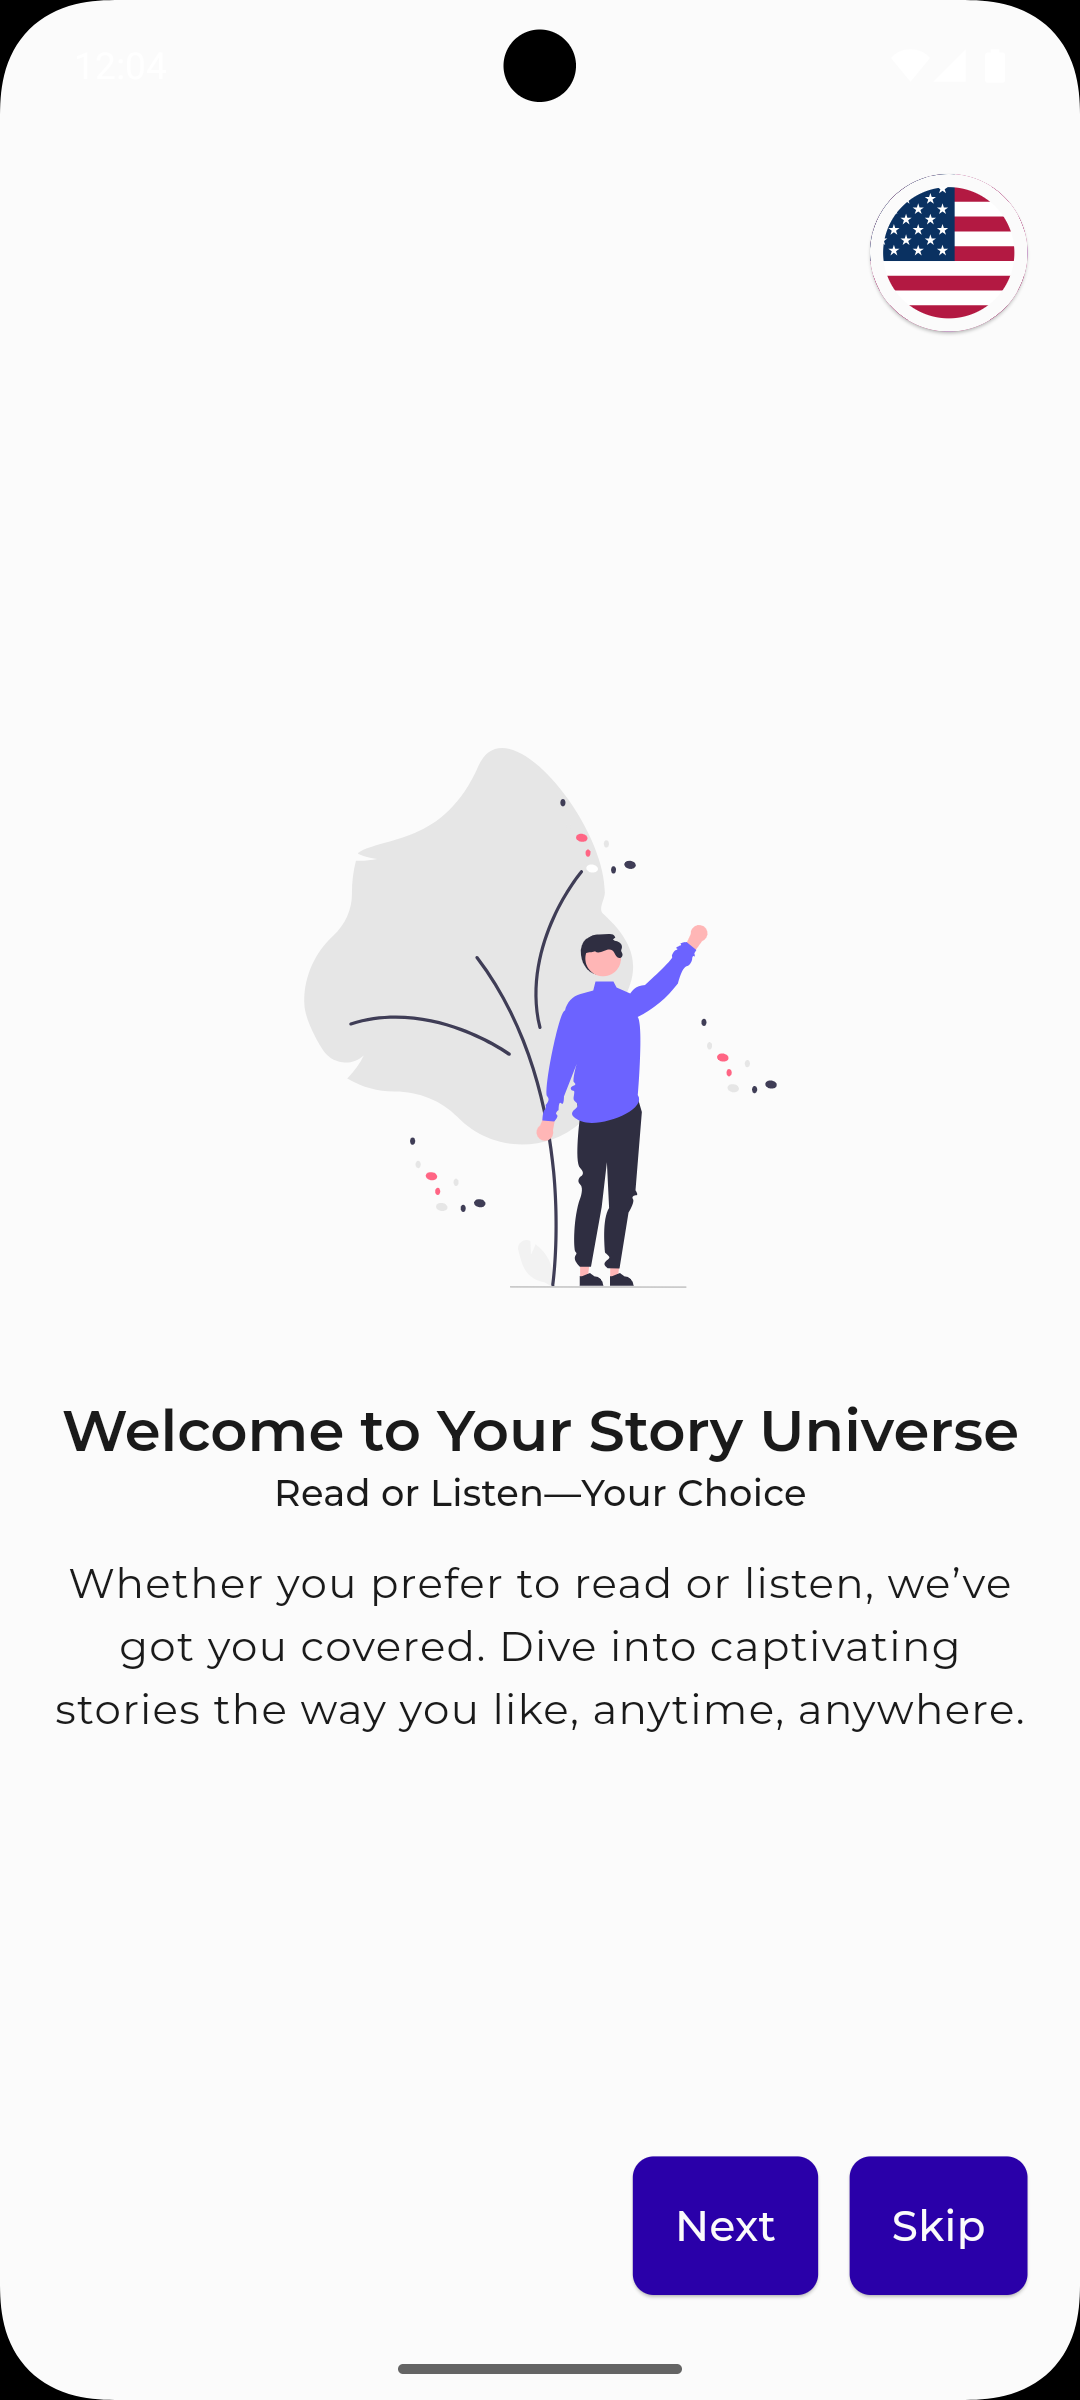 12:04
Welcome to Your Story Universe
Read or Listen—Your Choice
Whether you prefer to read or listen, we’ve
got you covered. Dive into captivating
stories the way you like, anytime, anywhere.
Next Skip